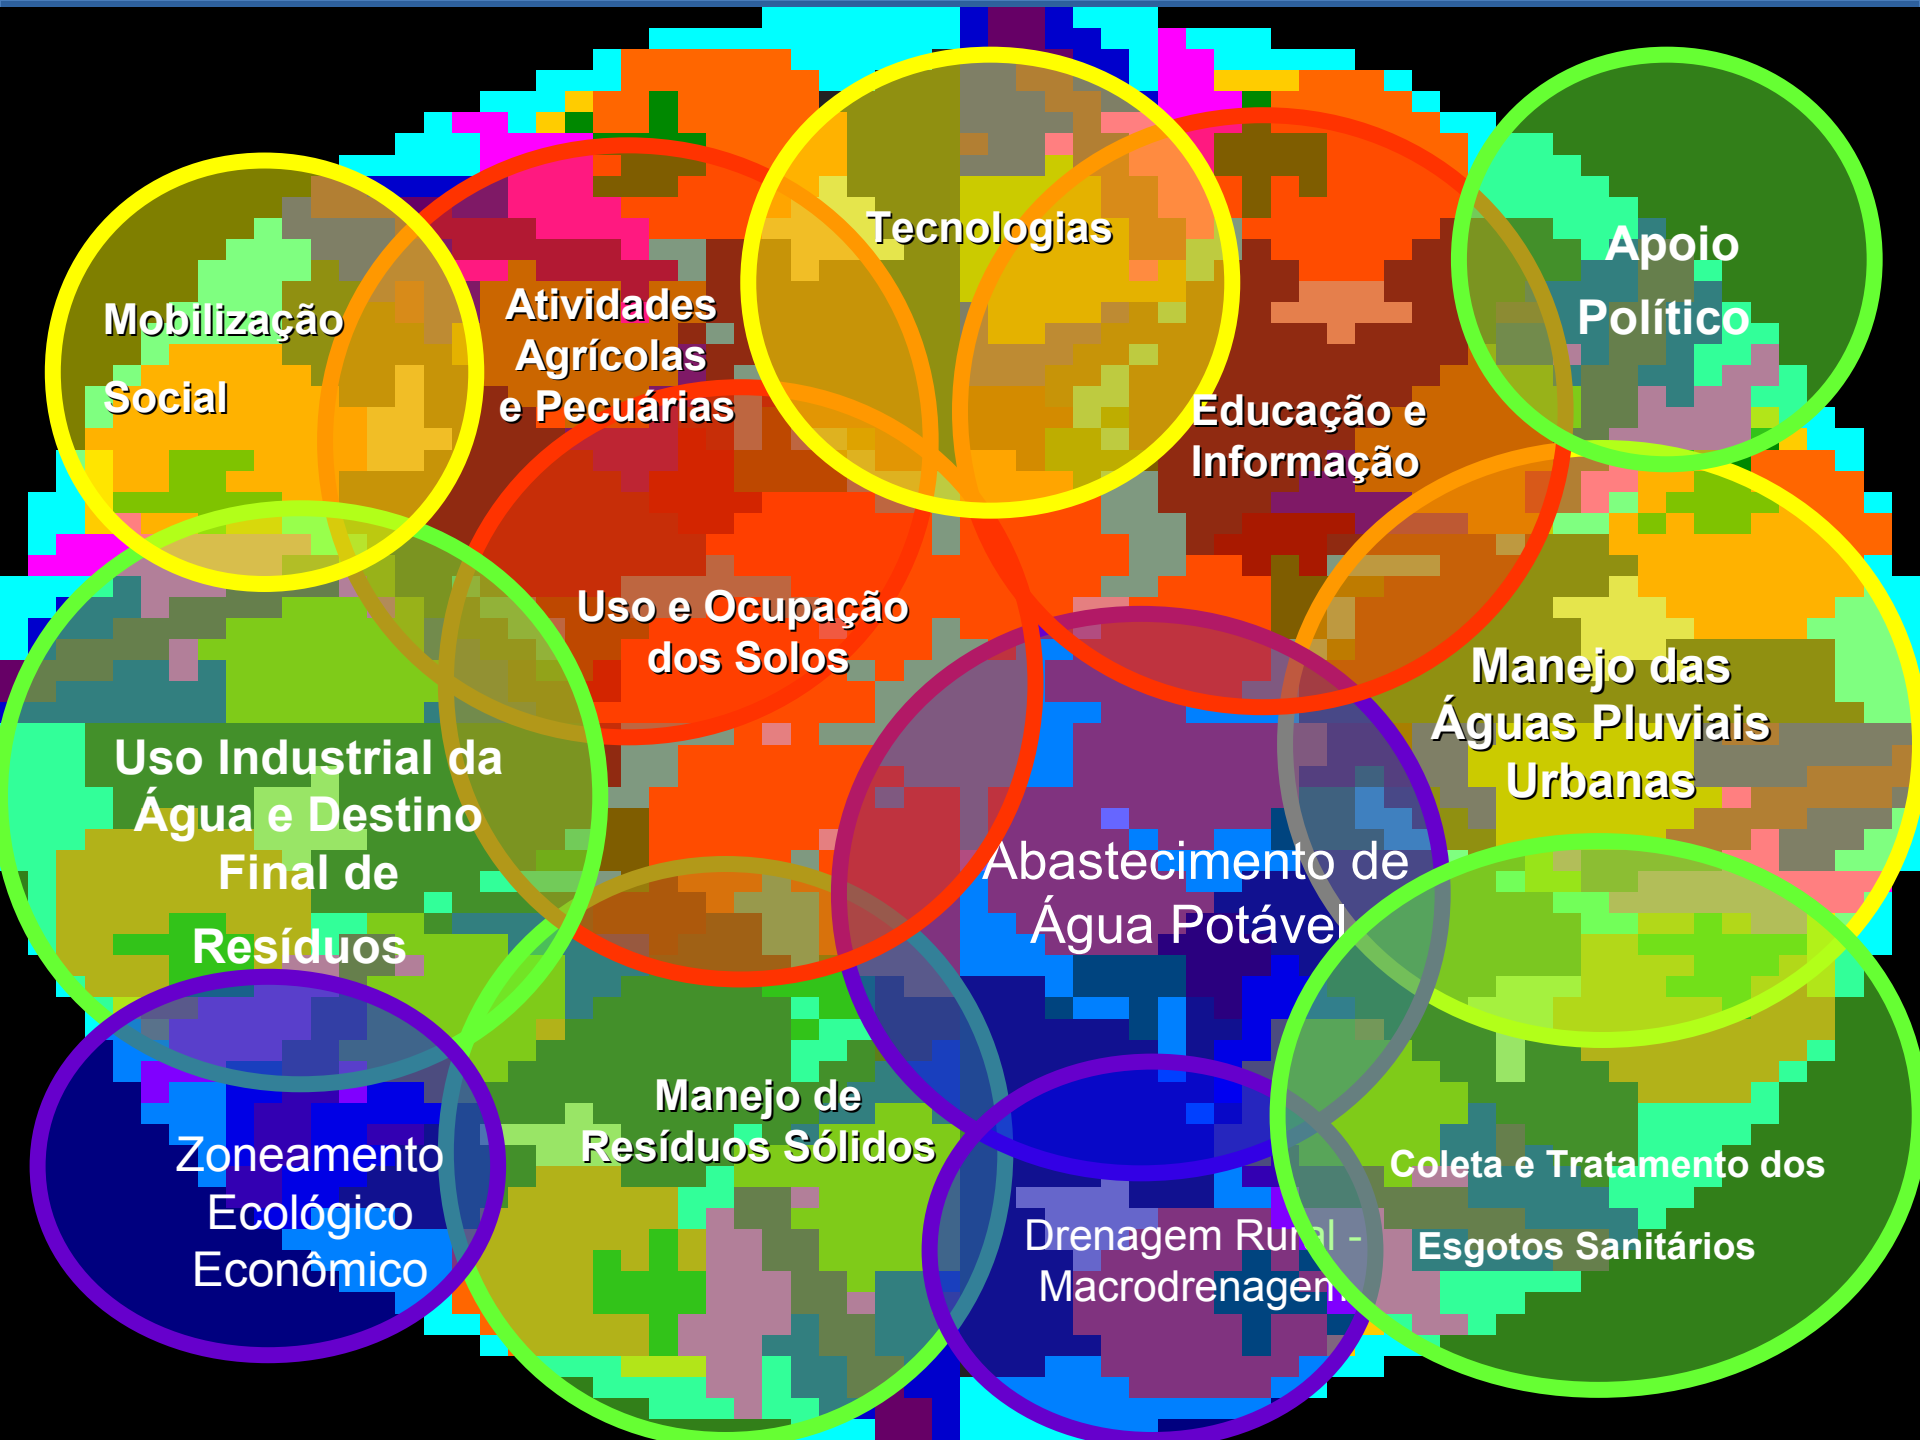 Tecnologias
Apoio
Político
Mobilização
Social
Atividades
Agrícolas
e Pecuárias
Educação e
Informação
Uso e Ocupação
dos Solos
Manejo das
Águas Pluviais
Urbanas
Uso Industrial da
Água e Destino
Final de
Resíduos
Abastecimento de
Água Potável
Zoneamento
Ecológico
Econômico
Manejo de
Resíduos Sólidos
Drenagem Rural -
Macrodrenagem
Coleta e Tratamento dos
Esgotos Sanitários